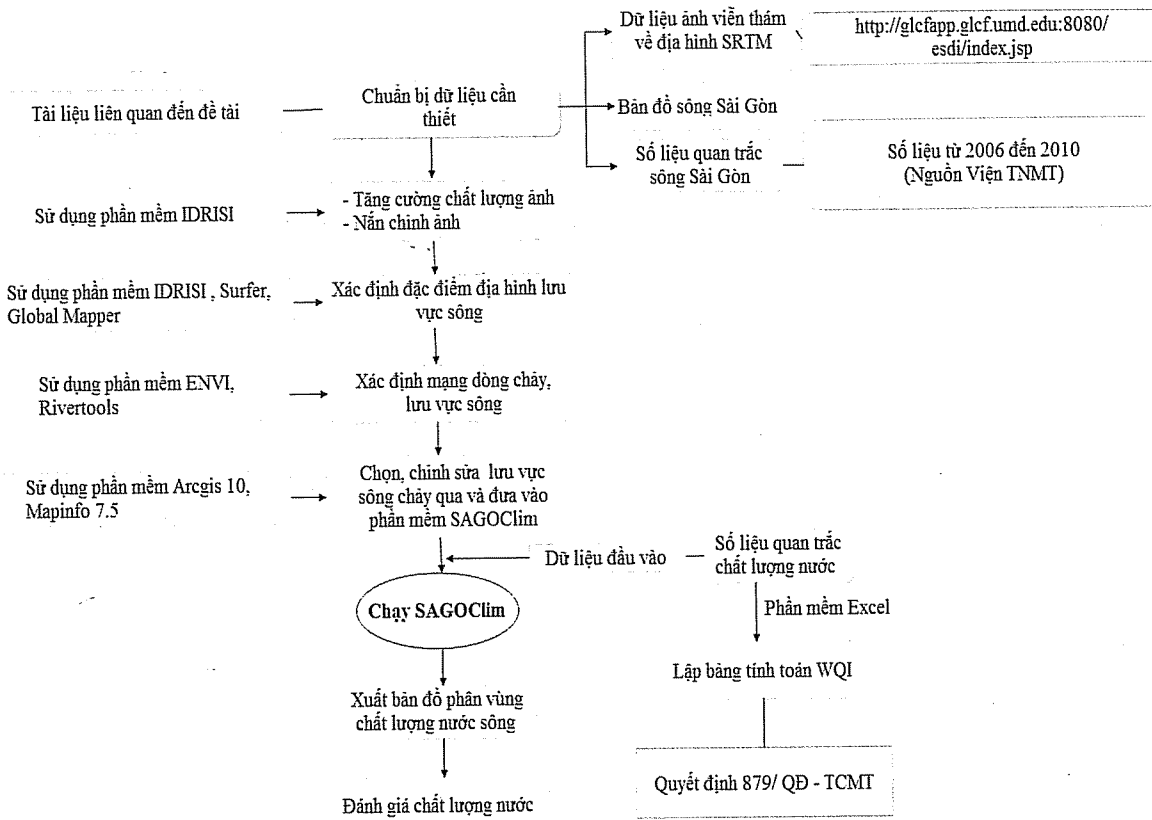 Dữ liệu ảnh viễn thám
về địa hình SRTM
http://glcfapp.glcf.umd.edu:8080/
esdi/index.jsp
Tài liệu liên quan đến đề tài
Chuẩn bị dữ liệu cần
thiết
Bản đồ sông Sài Gòn
Số liệu quan trắc
sông Sài Gòn
Số liệu từ 2006 đến 2010
(Nguồn Viện TNMT)
Sử dụng phần mềm IDRISI
- Tăng cường chất lượng ảnh
- Nắn chỉnh ảnh
Sử dụng phần mềm IDRISI , Surfer,
Global Mapper
Xác định đặc điểm địa hình lưu
vực sông
Sử dụng phần mềm ENVI,
Rivertools
Xác định mạng dòng chảy,
lưu vực sông
Sử dụng phần mềm Arcgis 10,
Mapinfo 7.5
Chọn, chỉnh sửa lưu vực
sông chảy qua và đưa vào
phần mềm SAGOClim
Dữ liệu đầu vào
Số liệu quan trắc
chất lượng nước
Chạy SAGOClim
Phần mềm Excel
Lập bảng tính toán WQI
Xuất bản đồ phân vùng
chất lượng nước sông
Quyết định 879/ QĐ - TCMT
Đánh giá chất lượng nước